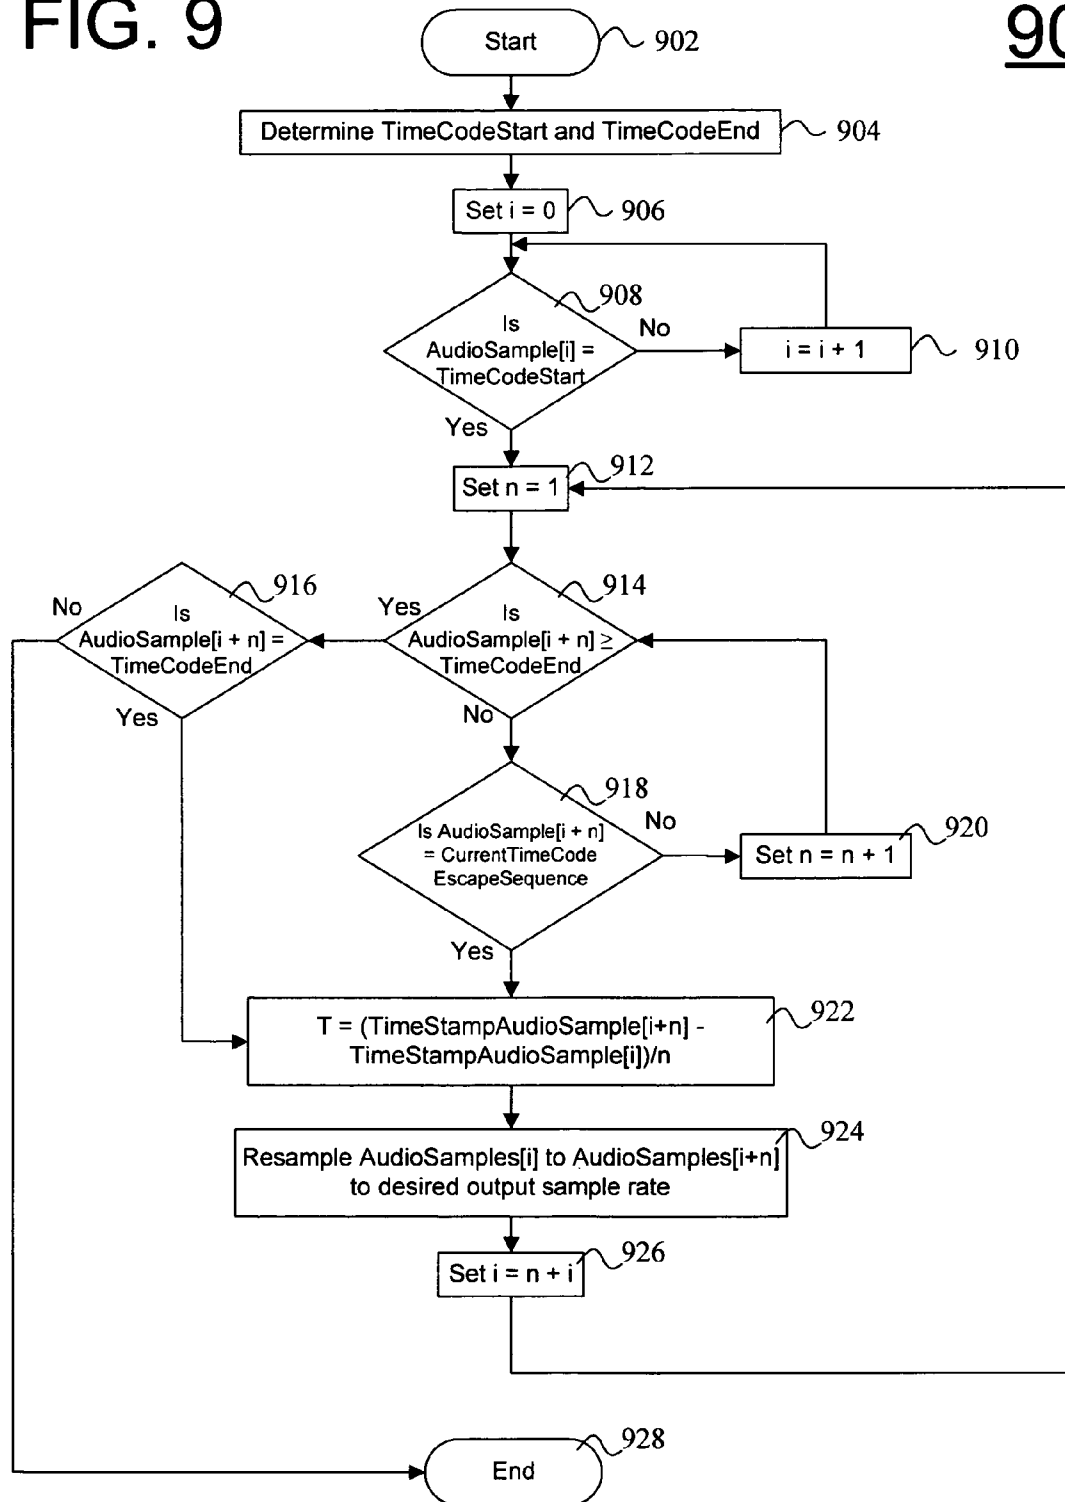 FIG. 9
90
Start
902
Determine TimeCodeStart and TimeCodeEnd
904
Set i = 0
906
908
Is
AudioSample[i] =
TimeCodeStart
No
i = i + 1
910
Yes
912
Set n = 1
916
914
No
Is
AudioSample[i + n] =
TimeCodeEnd
Yes
Is
AudioSample[i + n] ≥
TimeCodeEnd
Yes
No
918
Is AudioSample[i + n]
= CurrentTimeCode
EscapeSequence
No
920
Set n = n + 1
Yes
922
T = (TimeStampAudioSample[i+n] -
TimeStampAudioSample[i])/n
924
Resample AudioSamples[i] to AudioSamples[i+n]
to desired output sample rate
926
Set i = n + i
928
End